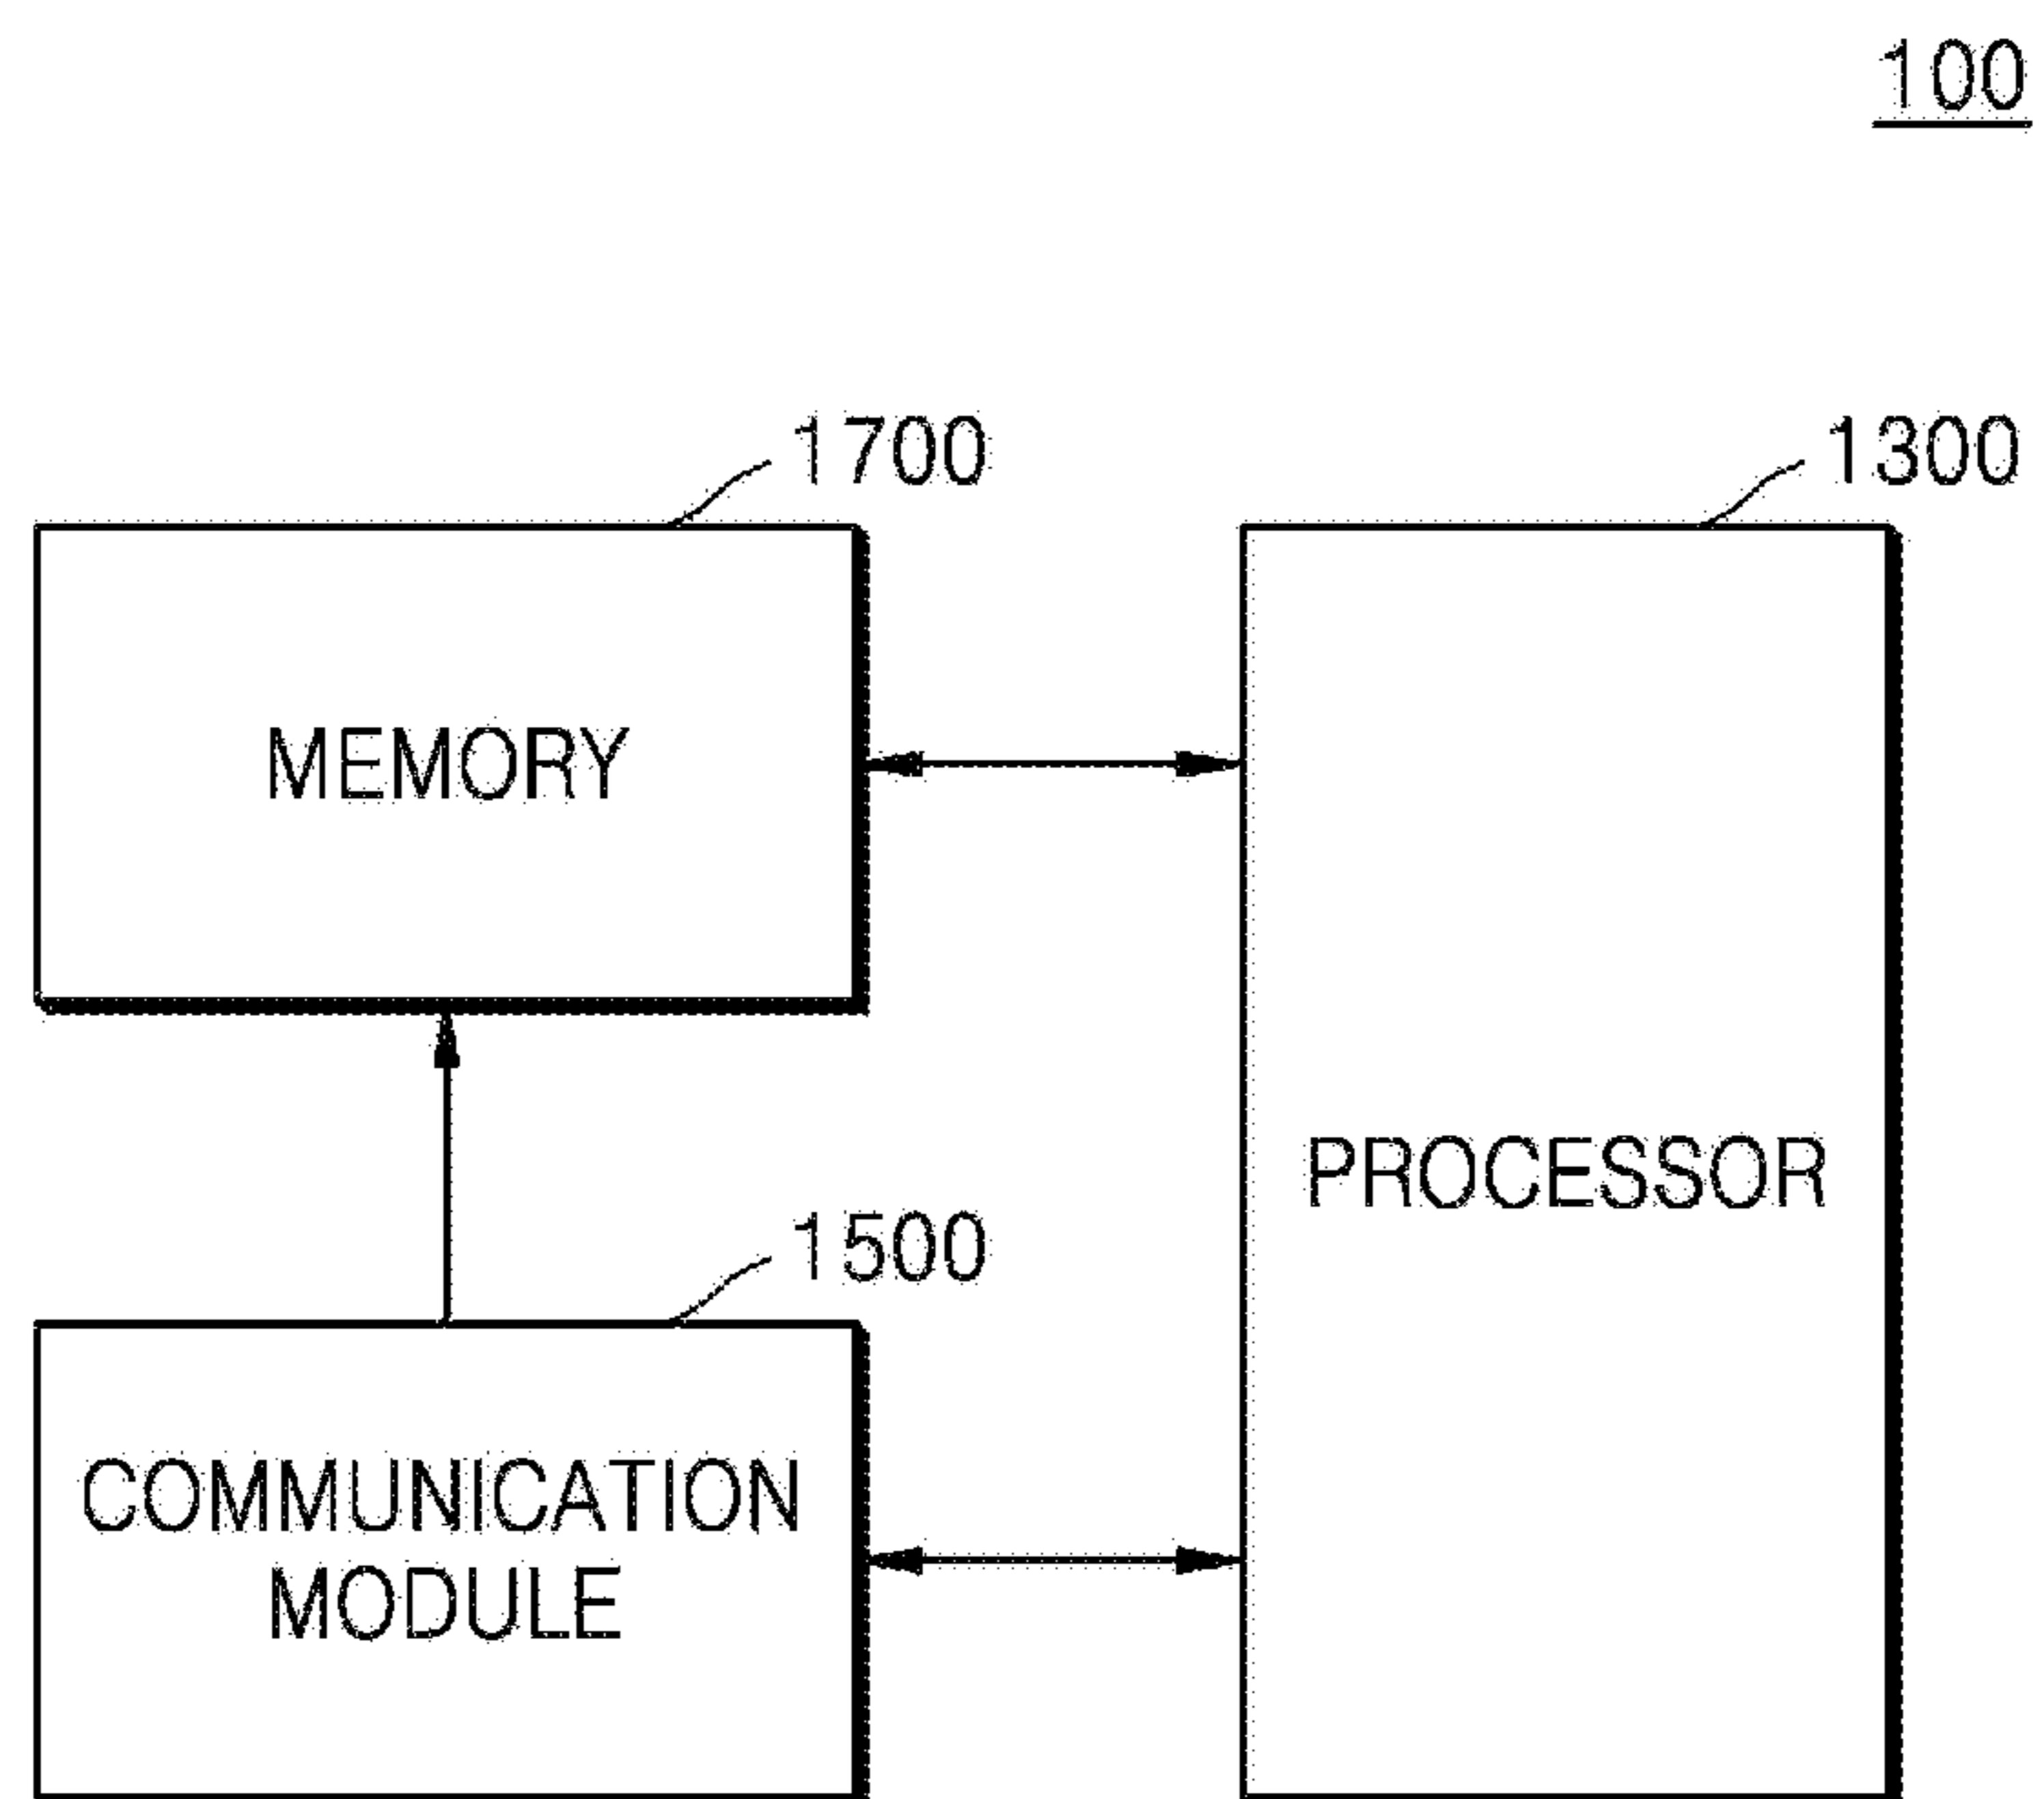 100
1700
1300
MEMORY
PROCESSOR
1500
COMMUNICATION
MODULE